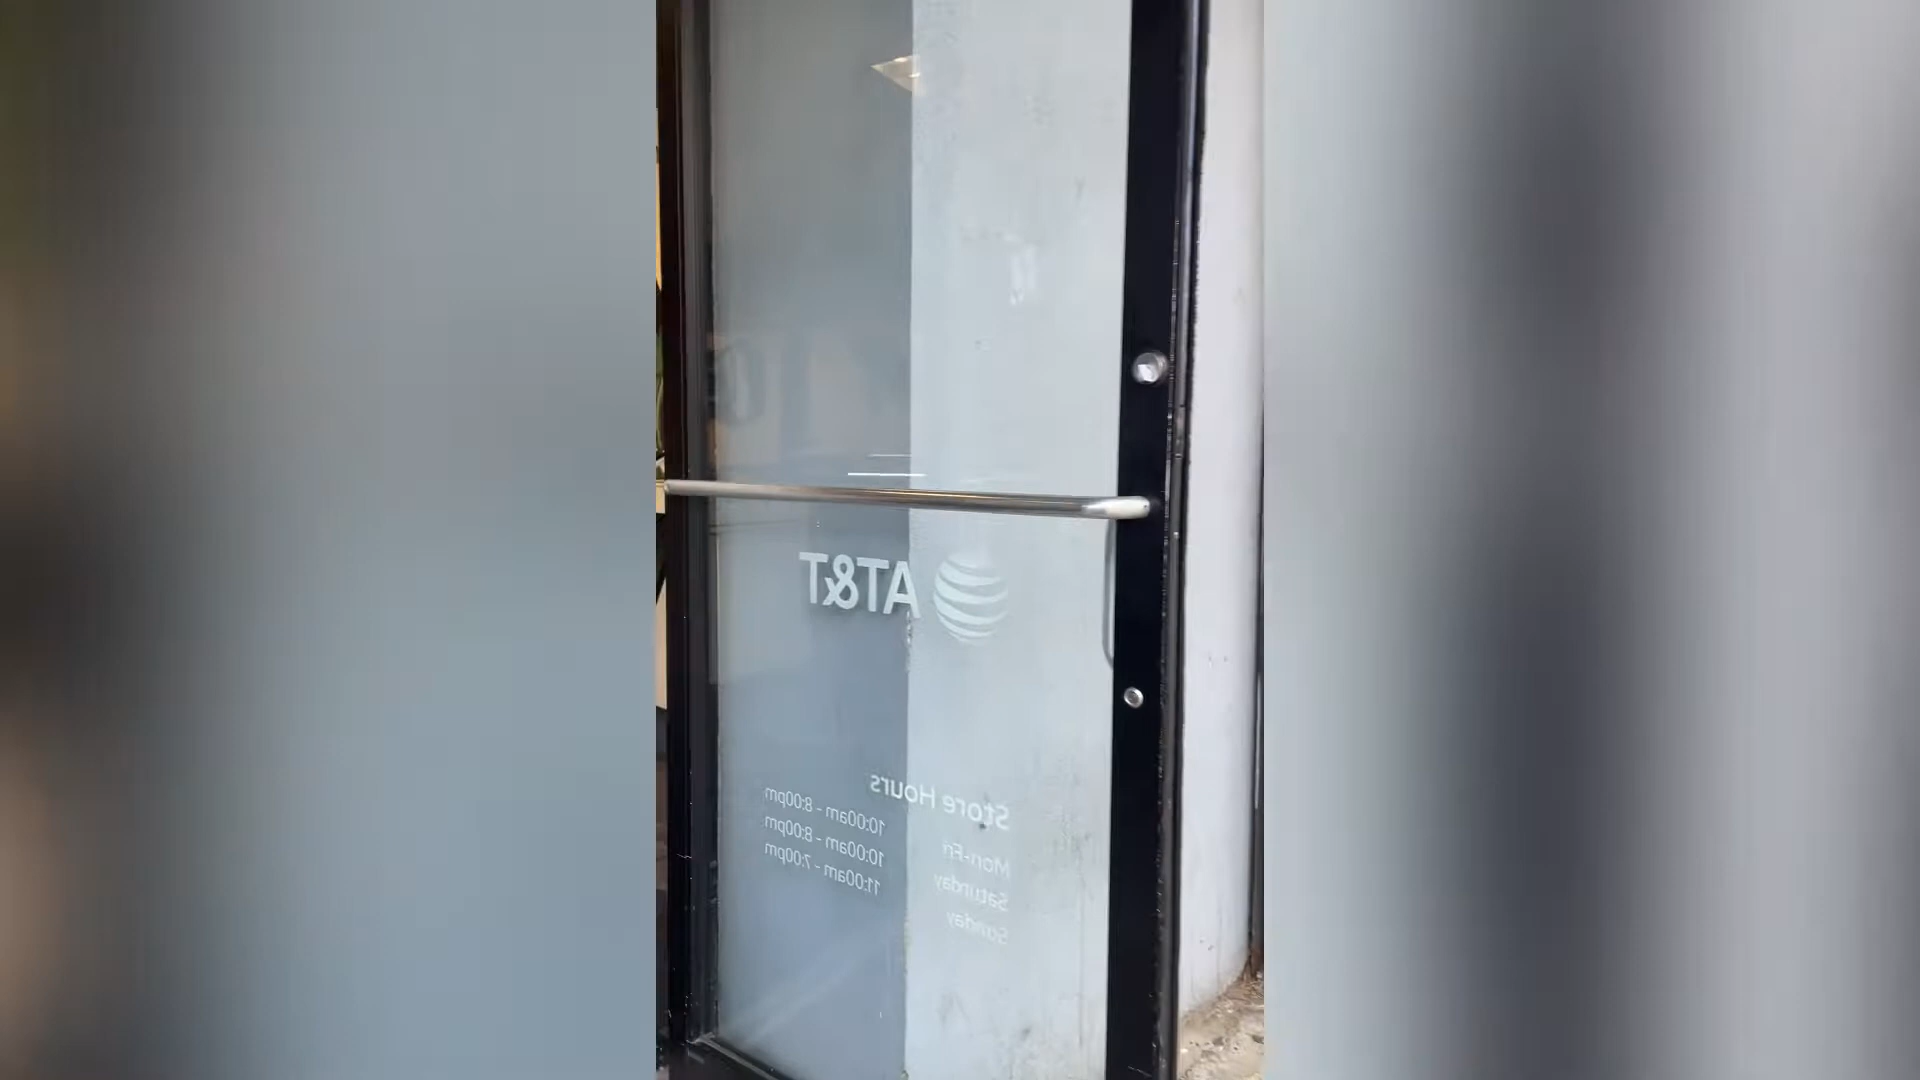 AT&T
Store Hours
Mon-Fri 10:00am - 8:00pm
Saturday 10:00am - 8:00pm
Sunday 11:00am - 7:00pm